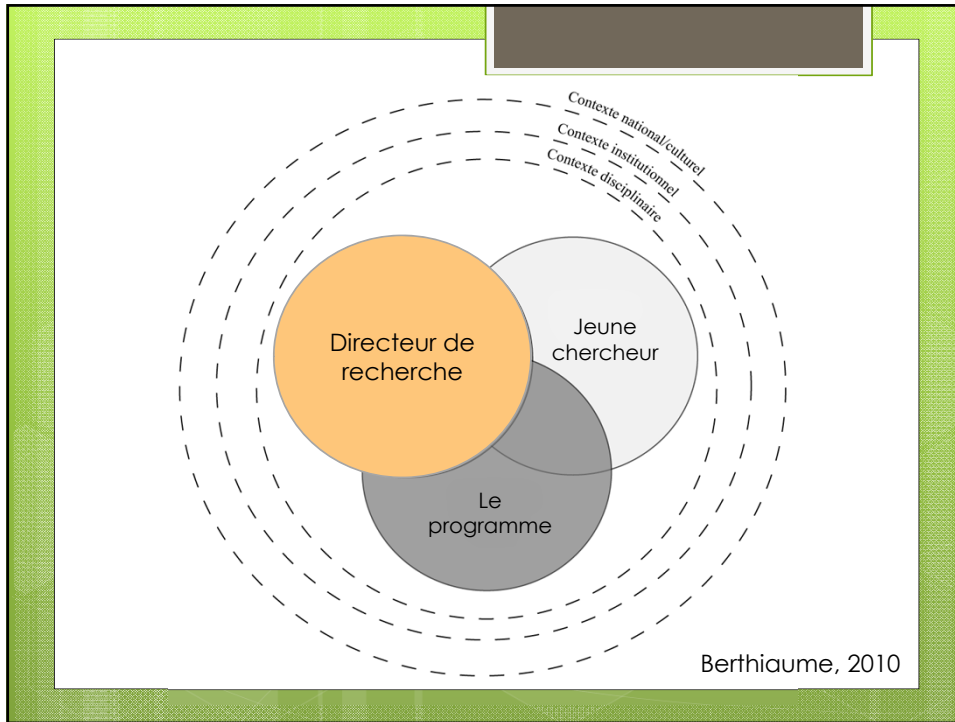 Contexte national/culturel
Contexte institutionnel
Contexte disciplinaire
Directeur de
recherche
Jeune
chercheur
Le
programme
Berthiaume, 2010